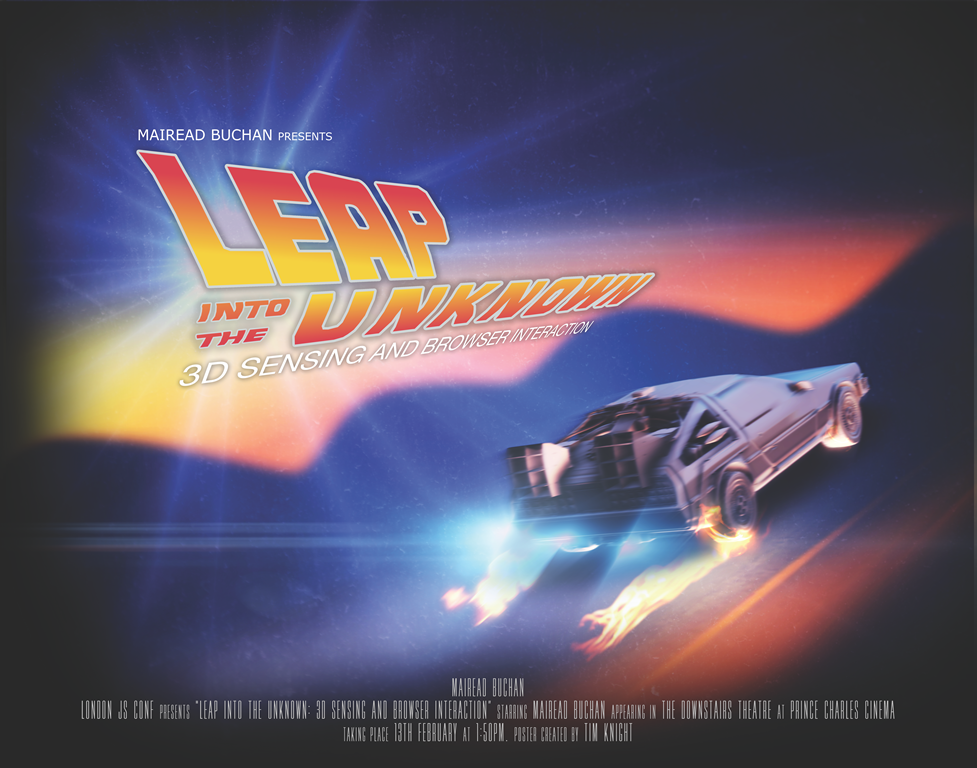 MAIREAD BUCHAN PRESENTS
LEAP
INTO THE UNKNOWN
3D SENSING AND BROWSER INTERACTION
MAIREAD BUCHAN
LONDON JS CONF PRESENTS "LEAP INTO THE UNKNOWN: 3D SENSING AND BROWSER INTERACTION" STARRING MAIREAD BUCHAN APPEARING IN THE DOWNSTAIRS THEATRE AT PRINCE CHARLES CINEMA
TAKING PLACE 13TH FEBRUARY AT 1:50PM. POSTER CREATED BY TIM KNIGHT